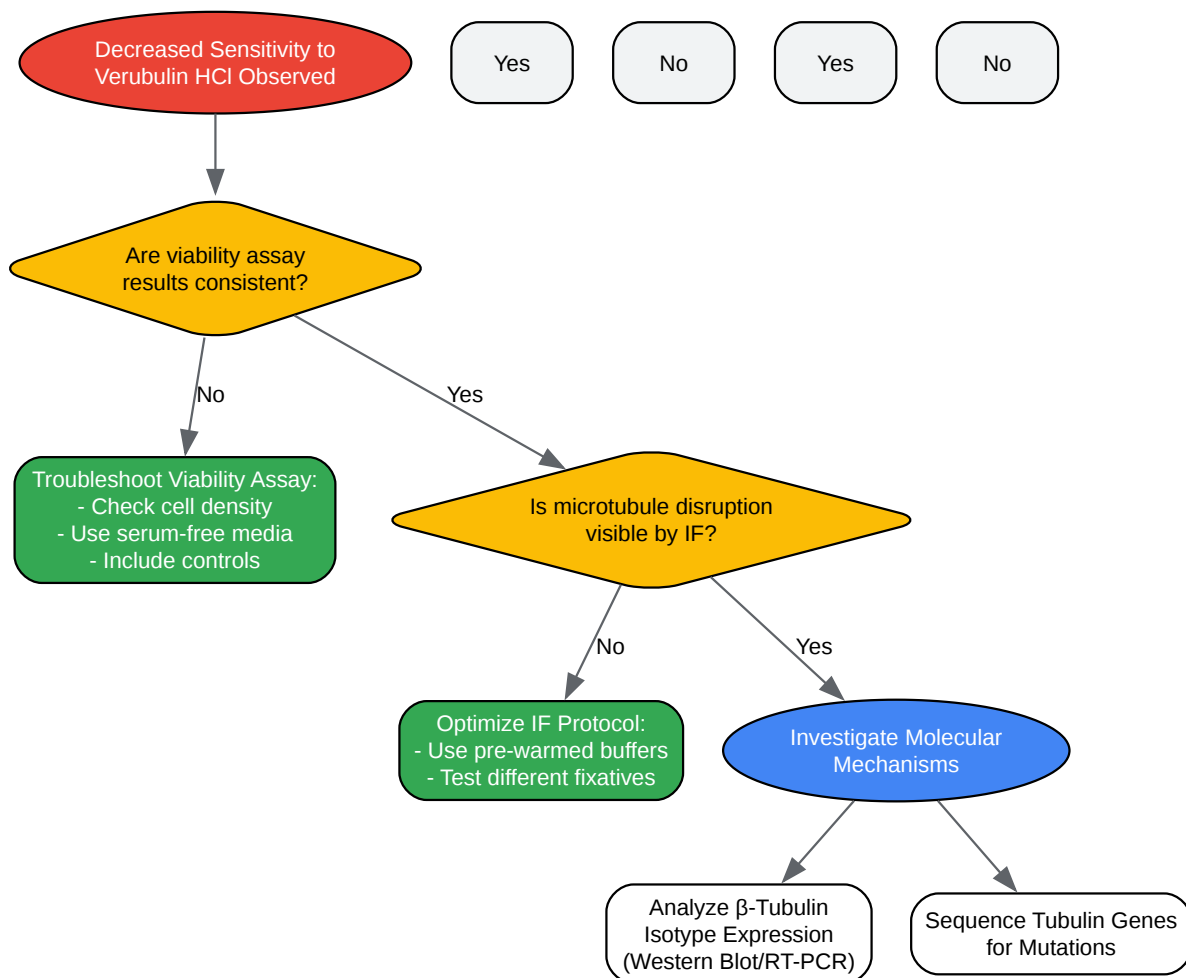 Decreased Sensitivity to
Verubulin HCl Observed
Yes
No
Yes
No
Are viability assay
results consistent?
No
Yes
Troubleshoot Viability Assay:
- Check cell density
- Use serum-free media
- Include controls
Is microtubule disruption
visible by IF?
No
Yes
Optimize IF Protocol:
- Use pre-warmed buffers
- Test different fixatives
Investigate Molecular
Mechanisms
Analyze β-Tubulin
Isotype Expression
(Western Blot/RT-PCR)
Sequence Tubulin Genes
for Mutations